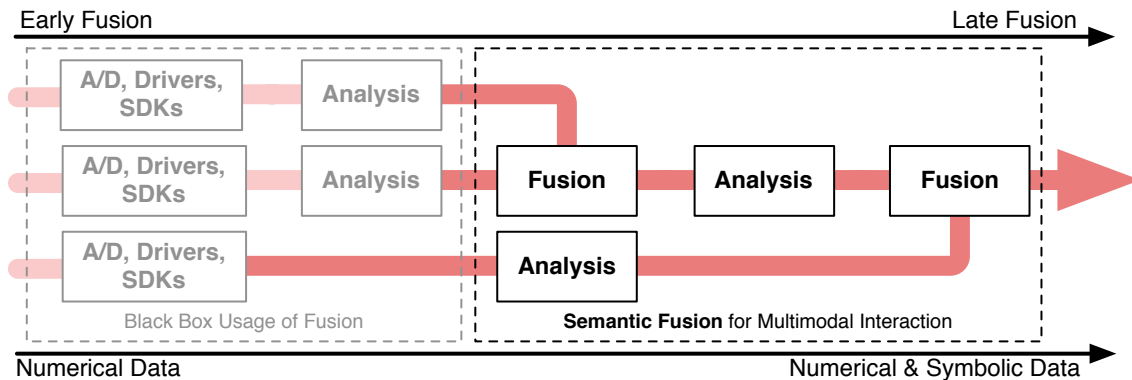 Early Fusion
Late Fusion
A/D, Drivers,
SDKs
Analysis
A/D, Drivers,
SDKs
Analysis
Fusion
Analysis
Fusion
A/D, Drivers,
SDKs
Analysis
Black Box Usage of Fusion
Semantic Fusion for Multimodal Interaction
Numerical Data
Numerical & Symbolic Data